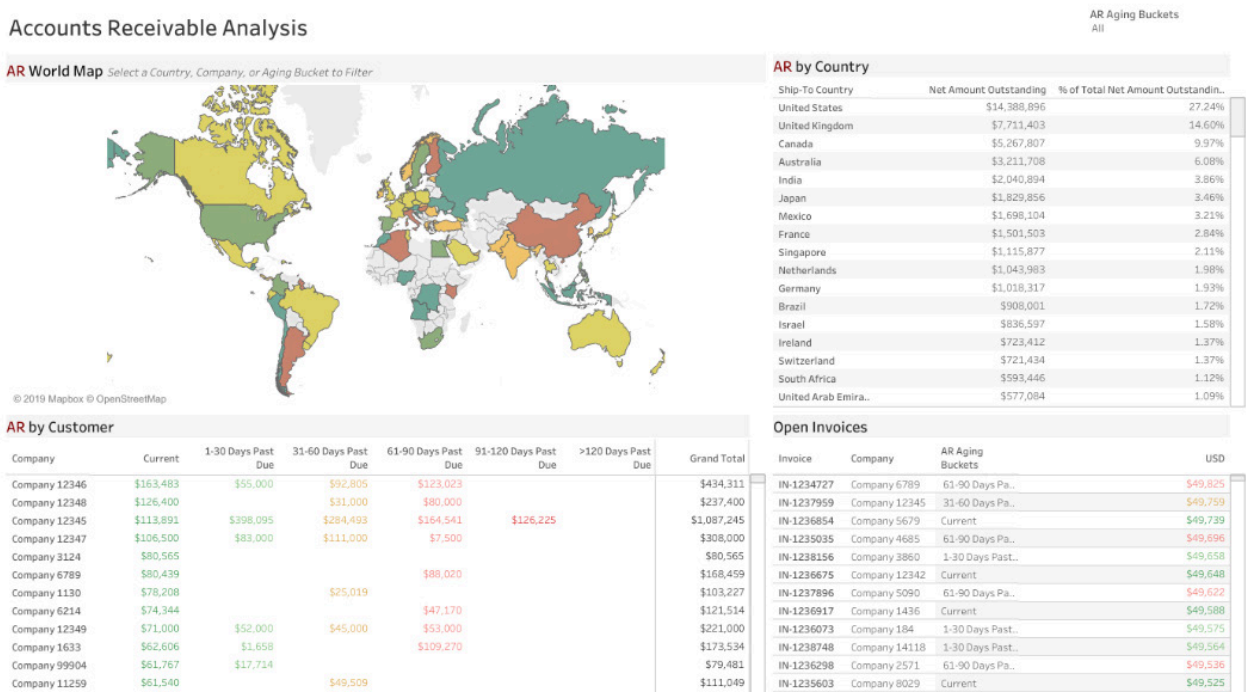 Accounts Receivable Analysis
AR Aging Buckets
All
AR World Map Select a Country, Company, or Aging Bucket to Filter
© 2019 Mapbox © OpenStreetMap
AR by Country
Ship-To Country Net Amount Outstanding % of Total Net Amount Outstandin..
United States $14,388,896 27.24%
United Kingdom $7,711,403 14.60%
Canada $5,267,807 9.97%
Australia $3,211,708 6.08%
India $2,040,894 3.86%
Japan $1,829,856 3.46%
Mexico $1,698,104 3.21%
France $1,501,503 2.84%
Singapore $1,115,877 2.11%
Netherlands $1,043,983 1.98%
Germany $1,018,317 1.93%
Brazil $908,001 1.72%
Israel $836,597 1.58%
Ireland $723,412 1.37%
Switzerland $721,434 1.37%
South Africa $593,446 1.12%
United Arab Emira.. $577,084 1.09%
AR by Customer
Company Current 1-30 Days Past Due 31-60 Days Past Due 61-90 Days Past Due 91-120 Days Past Due >120 Days Past Due Grand Total
Company 12346 $163,483 $55,000 $92,805 $123,023 $434,311
Company 12348 $126,400 $31,000 $80,000 $237,400
Company 12345 $113,891 $398,095 $284,493 $164,541 $126,225 $1,087,245
Company 12347 $106,500 $83,000 $111,000 $7,500 $308,000
Company 3124 $80,565 $80,565
Company 6789 $80,439 $88,020 $168,459
Company 1130 $78,208 $25,019 $103,227
Company 6214 $74,344 $47,170 $121,514
Company 12349 $71,000 $52,000 $45,000 $53,000 $221,000
Company 1633 $62,606 $1,658 $109,270 $173,534
Company 99904 $61,767 $17,714 $79,481
Company 11259 $61,540 $49,509 $111,049
Open Invoices
Invoice Company AR Aging Buckets USD
IN-1234727 Company 6789 61-90 Days Pa.. $49,825
IN-1237959 Company 12345 31-60 Days Pa.. $49,759
IN-1236854 Company 5679 Current $49,739
IN-1235035 Company 4685 61-90 Days Pa.. $49,696
IN-1238156 Company 3860 1-30 Days Past.. $49,658
IN-1236675 Company 12342 Current $49,648
IN-1237896 Company 5090 61-90 Days Pa.. $49,622
IN-1236917 Company 1436 Current $49,588
IN-1236073 Company 184 1-30 Days Past.. $49,575
IN-1238748 Company 14118 1-30 Days Past.. $49,564
IN-1236298 Company 2571 61-90 Days Pa.. $49,536
IN-1235603 Company 8029 Current $49,525